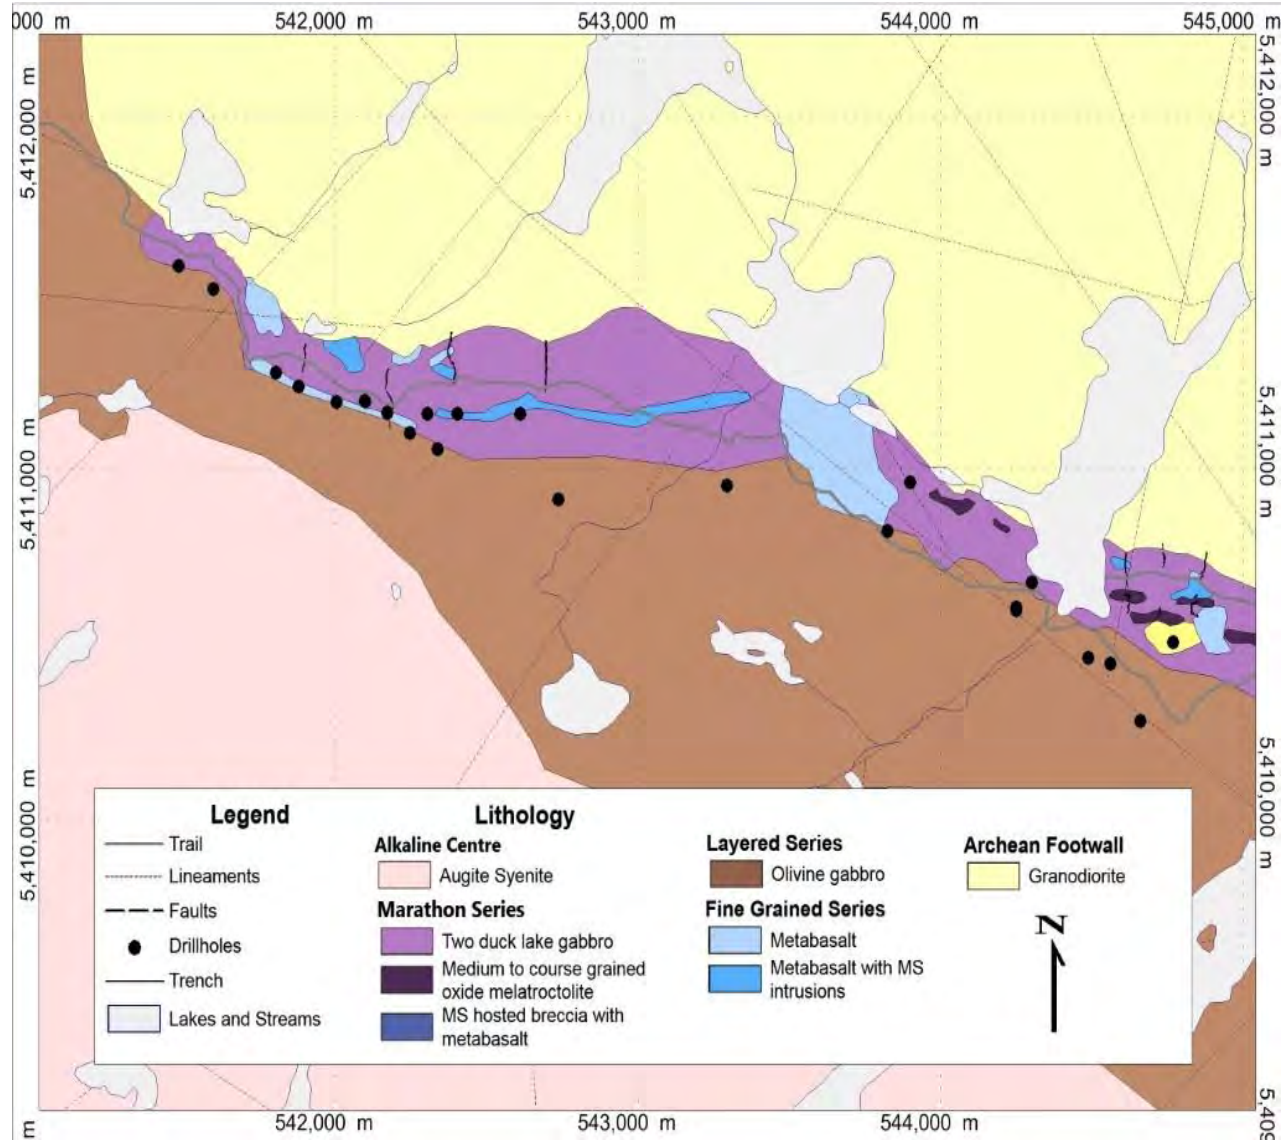 000 m 542,000 m 543,000 m 544,000 m 545,000 m
5,412,000 m
5,411,000 m
5,410,000 m
5,412,000 m
5,411,000 m
5,410,000 m
5,409
m
Legend
Trail
Lineaments
Faults
Drillholes
Trench
Lakes and Streams
Lithology
Alkaline Centre
Augite Syenite
Marathon Series
Two duck lake gabbro
Medium to course grained
oxide melatroctolite
MS hosted breccia with
metabasalt
Layered Series
Olivine gabbro
Fine Grained Series
Metabasalt
Metabasalt with MS
intrusions
Archean Footwall
Granodiorite
N
542,000 m 543,000 m 544,000 m